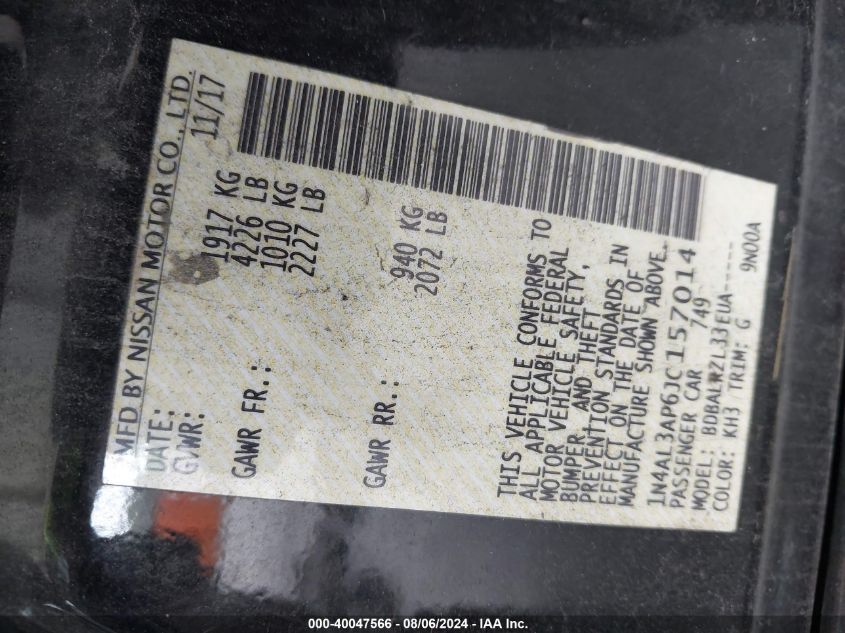 MFD BY NISSAN MOTOR CO., LTD.
DATE: 11/17
GVWR: 1917 KG
4226 LB
GAWR FR.: 1010 KG
2227 LB
GAWR RR.: 940 KG
2072 LB
THIS VEHICLE CONFORMS TO
ALL APPLICABLE FEDERAL
MOTOR VEHICLE SAFETY,
BUMPER, AND THEFT
PREVENTION STANDARDS IN
EFFECT ON THE DATE OF
MANUFACTURE SHOWN ABOVE.
1N4AL3AP6JC157014
PASSENGER CAR 749
MODEL: BDBALRZL33EUA-----
COLOR: KH3 TRIM: G 9N00A
000-40047566 - 08/06/2024 - IAA Inc.